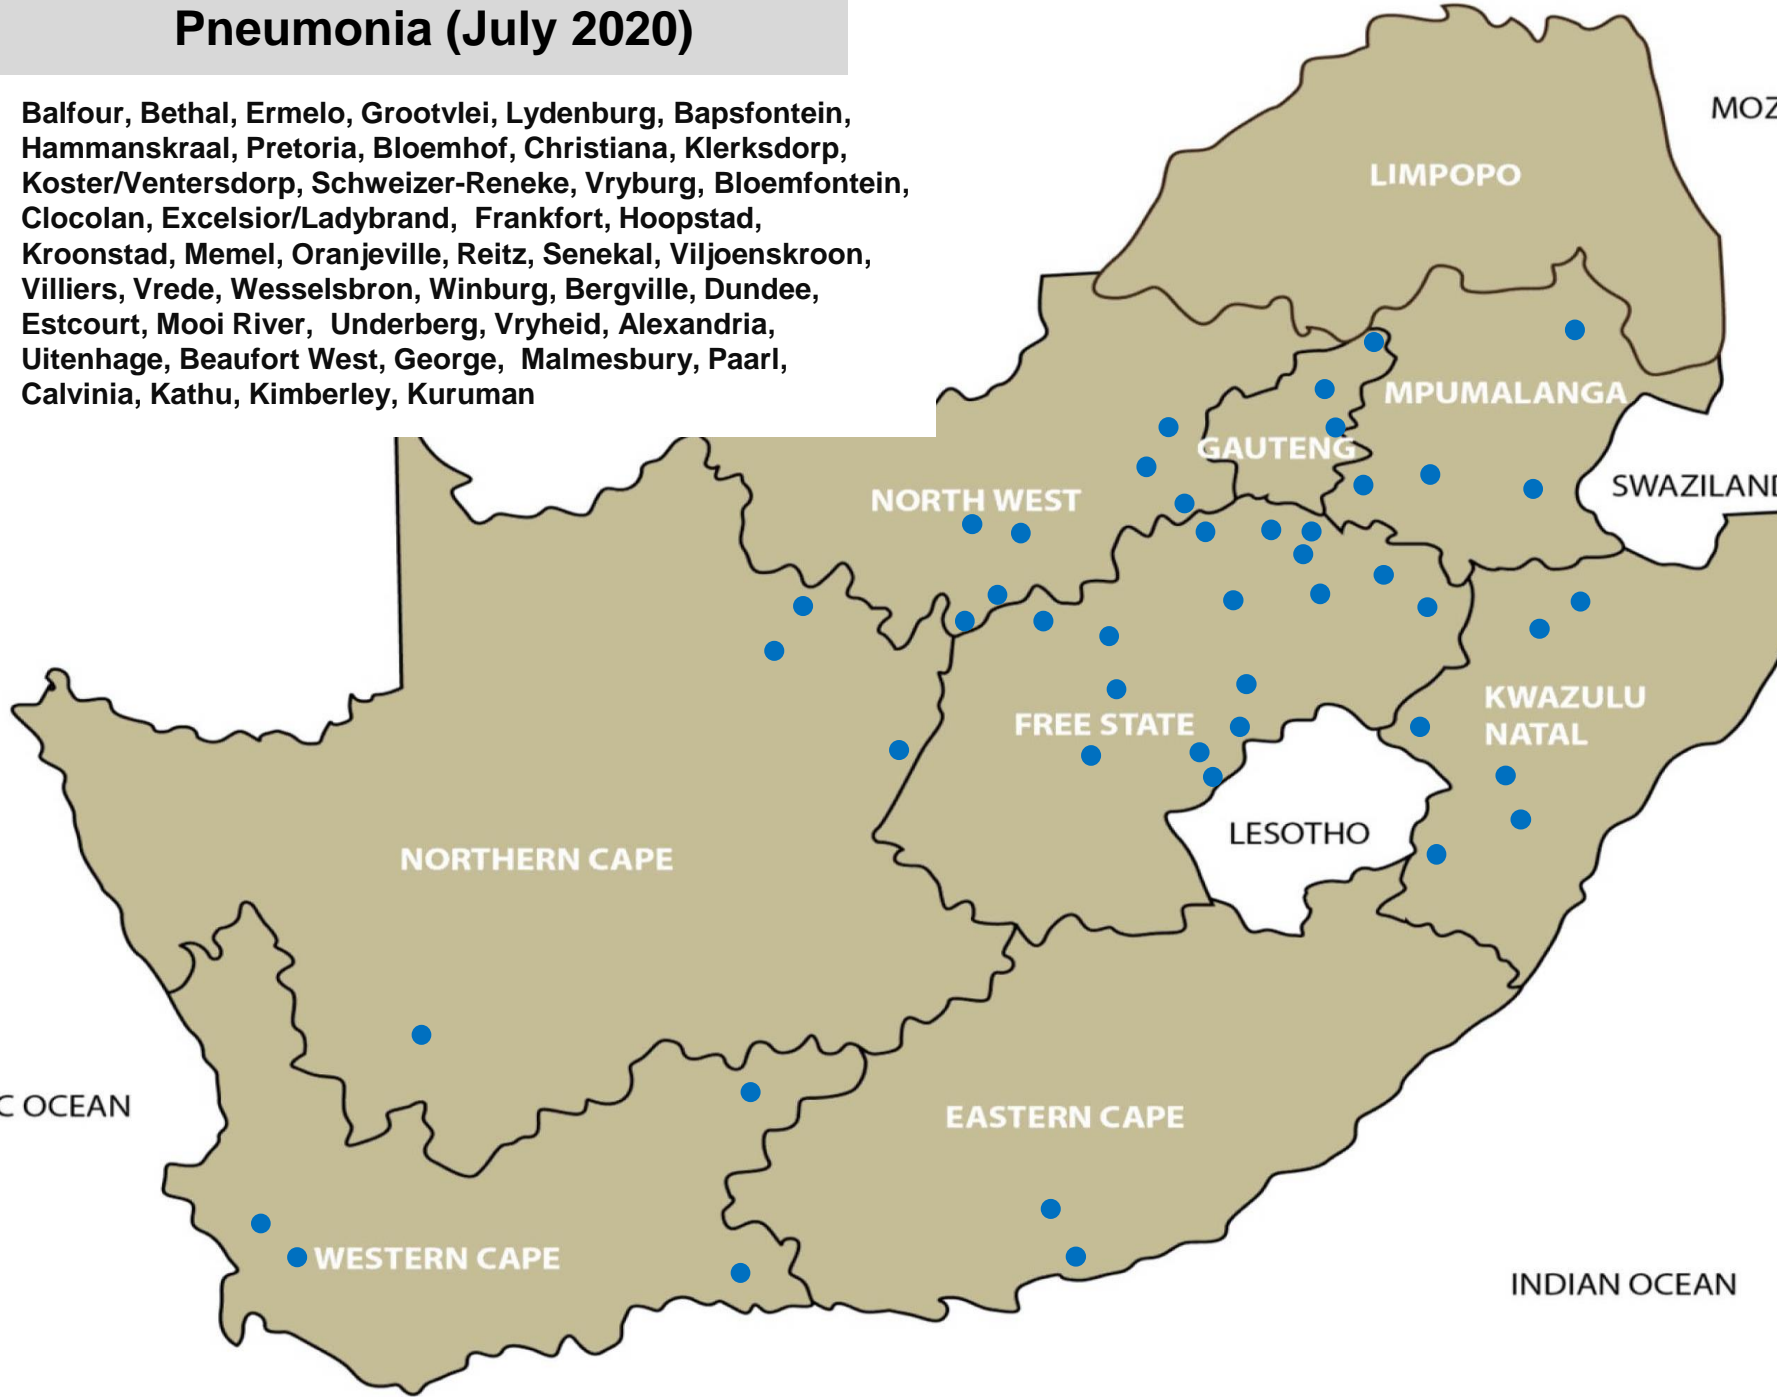 Pneumonia (July 2020)
Balfour, Bethal, Ermelo, Grootvlei, Lydenburg, Bapsfontein,
Hammanskraal, Pretoria, Bloemhof, Christiana, Klerksdorp,
Koster/Ventersdorp, Schweizer-Reneke, Vryburg, Bloemfontein,
Clocolan, Excelsior/Ladybrand, Frankfort, Hoopstad,
Kroonstad, Memel, Oranjeville, Reitz, Senekal, Viljoenskroon,
Villiers, Vrede, Wesselsbron, Winburg, Bergville, Dundee,
Estcourt, Mooi River, Underberg, Vryheid, Alexandria,
Uitenhage, Beaufort West, George, Malmesbury, Paarl,
Calvinia, Kathu, Kimberley, Kuruman
MOZ
LIMPOPO
MPUMALANGA
GAUTENG
SWAZILAND
NORTH WEST
KWAZULU
NATAL
FREE STATE
LESOTHO
NORTHERN CAPE
C OCEAN
EASTERN CAPE
WESTERN CAPE
INDIAN OCEAN